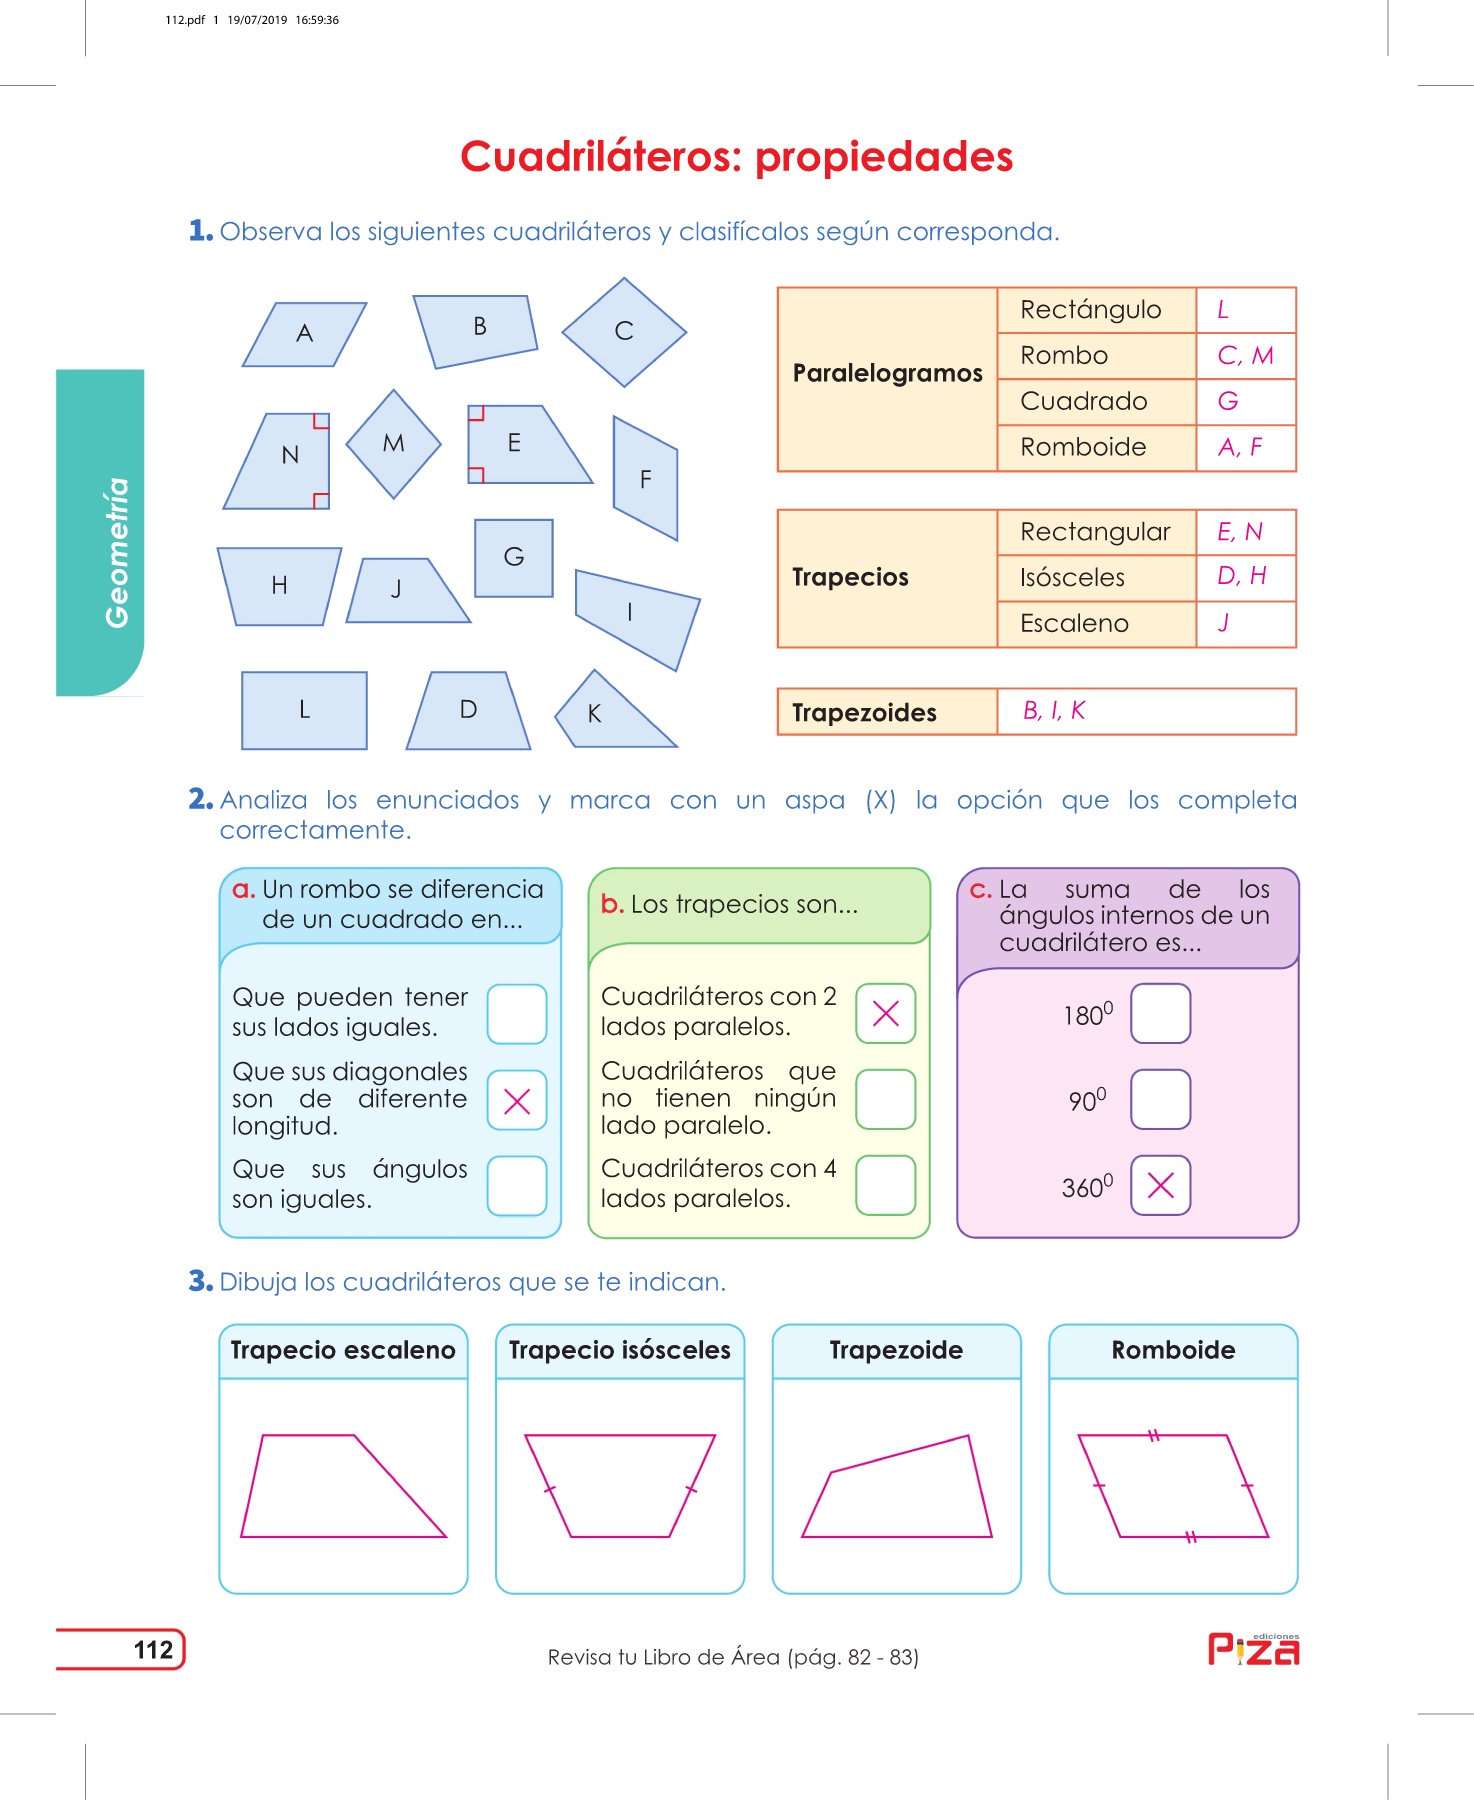 112.pdf 1 19/07/2019 16:59:36
Cuadriláteros: propiedades
1. Observa los siguientes cuadriláteros y clasifícalos según corresponda.
A
B
C
N
M
E
F
H
J
G
I
L
D
K
Paralelogramos
Rectángulo L
Rombo C, M
Cuadrado G
Romboide A, F
Trapecios
Rectangular E, N
Isósceles D, H
Escaleno J
Trapezoides B, I, K
Geometría
2. Analiza los enunciados y marca con un aspa (X) la opción que los completa
correctamente.
a. Un rombo se diferencia
de un cuadrado en...
Que pueden tener
sus lados iguales.
Que sus diagonales
son de diferente
longitud.
Que sus ángulos
son iguales.
b. Los trapecios son...
Cuadriláteros con 2
lados paralelos.
Cuadriláteros que
no tienen ningún
lado paralelo.
Cuadriláteros con 4
lados paralelos.
c. La suma de los
ángulos internos de un
cuadrilátero es...
180⁰
90⁰
360⁰
3. Dibuja los cuadriláteros que se te indican.
Trapecio escaleno
Trapecio isósceles
Trapezoide
Romboide
112
Revisa tu Libro de Área (pág. 82 - 83)
ediciones
Piza